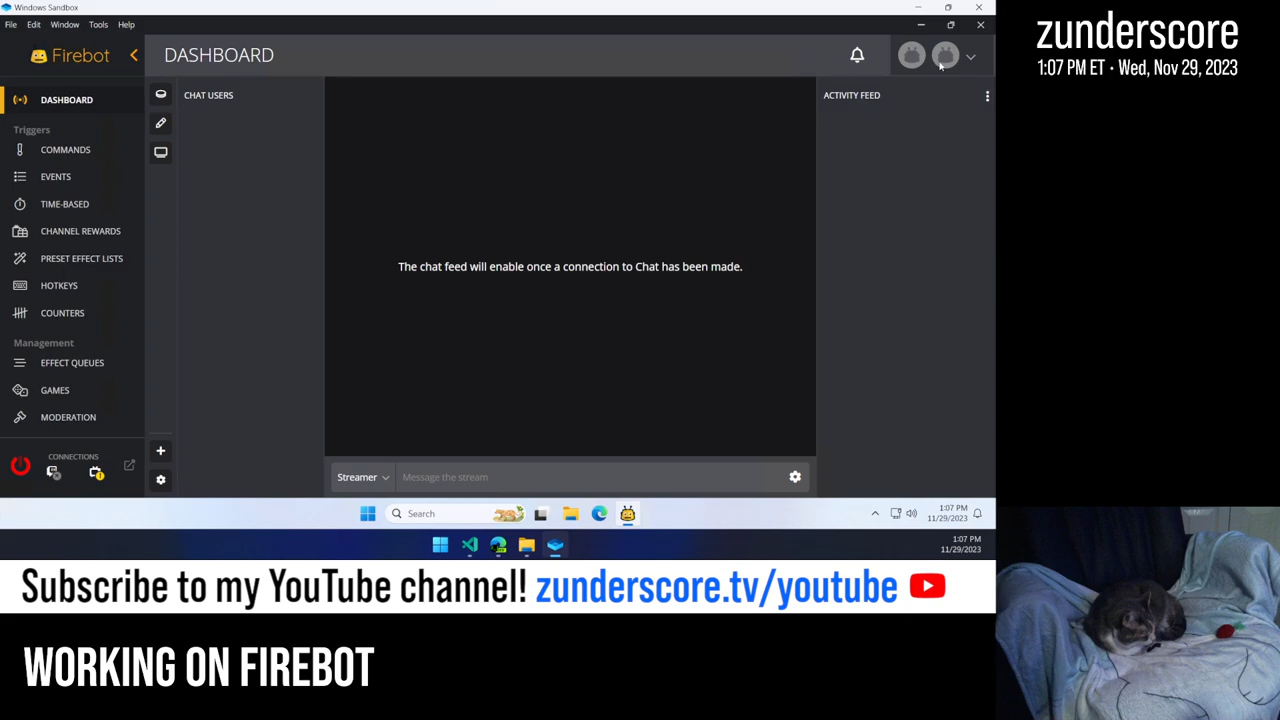 Windows Sandbox
File Edit Window Tools Help
Firebot
DASHBOARD
DASHBOARD
Triggers
COMMANDS
EVENTS
TIME-BASED
CHANNEL REWARDS
PRESET EFFECT LISTS
HOTKEYS
COUNTERS
Management
EFFECT QUEUES
GAMES
MODERATION
CONNECTIONS
CHAT USERS
The chat feed will enable once a connection to Chat has been made.
Streamer Message the stream
ACTIVITY FEED
Search
1:07 PM
11/29/2023
1:07 PM
11/29/2023
zunderscore
1:07 PM ET • Wed, Nov 29, 2023
Subscribe to my YouTube channel! zunderscore.tv/youtube
WORKING ON FIREBOT